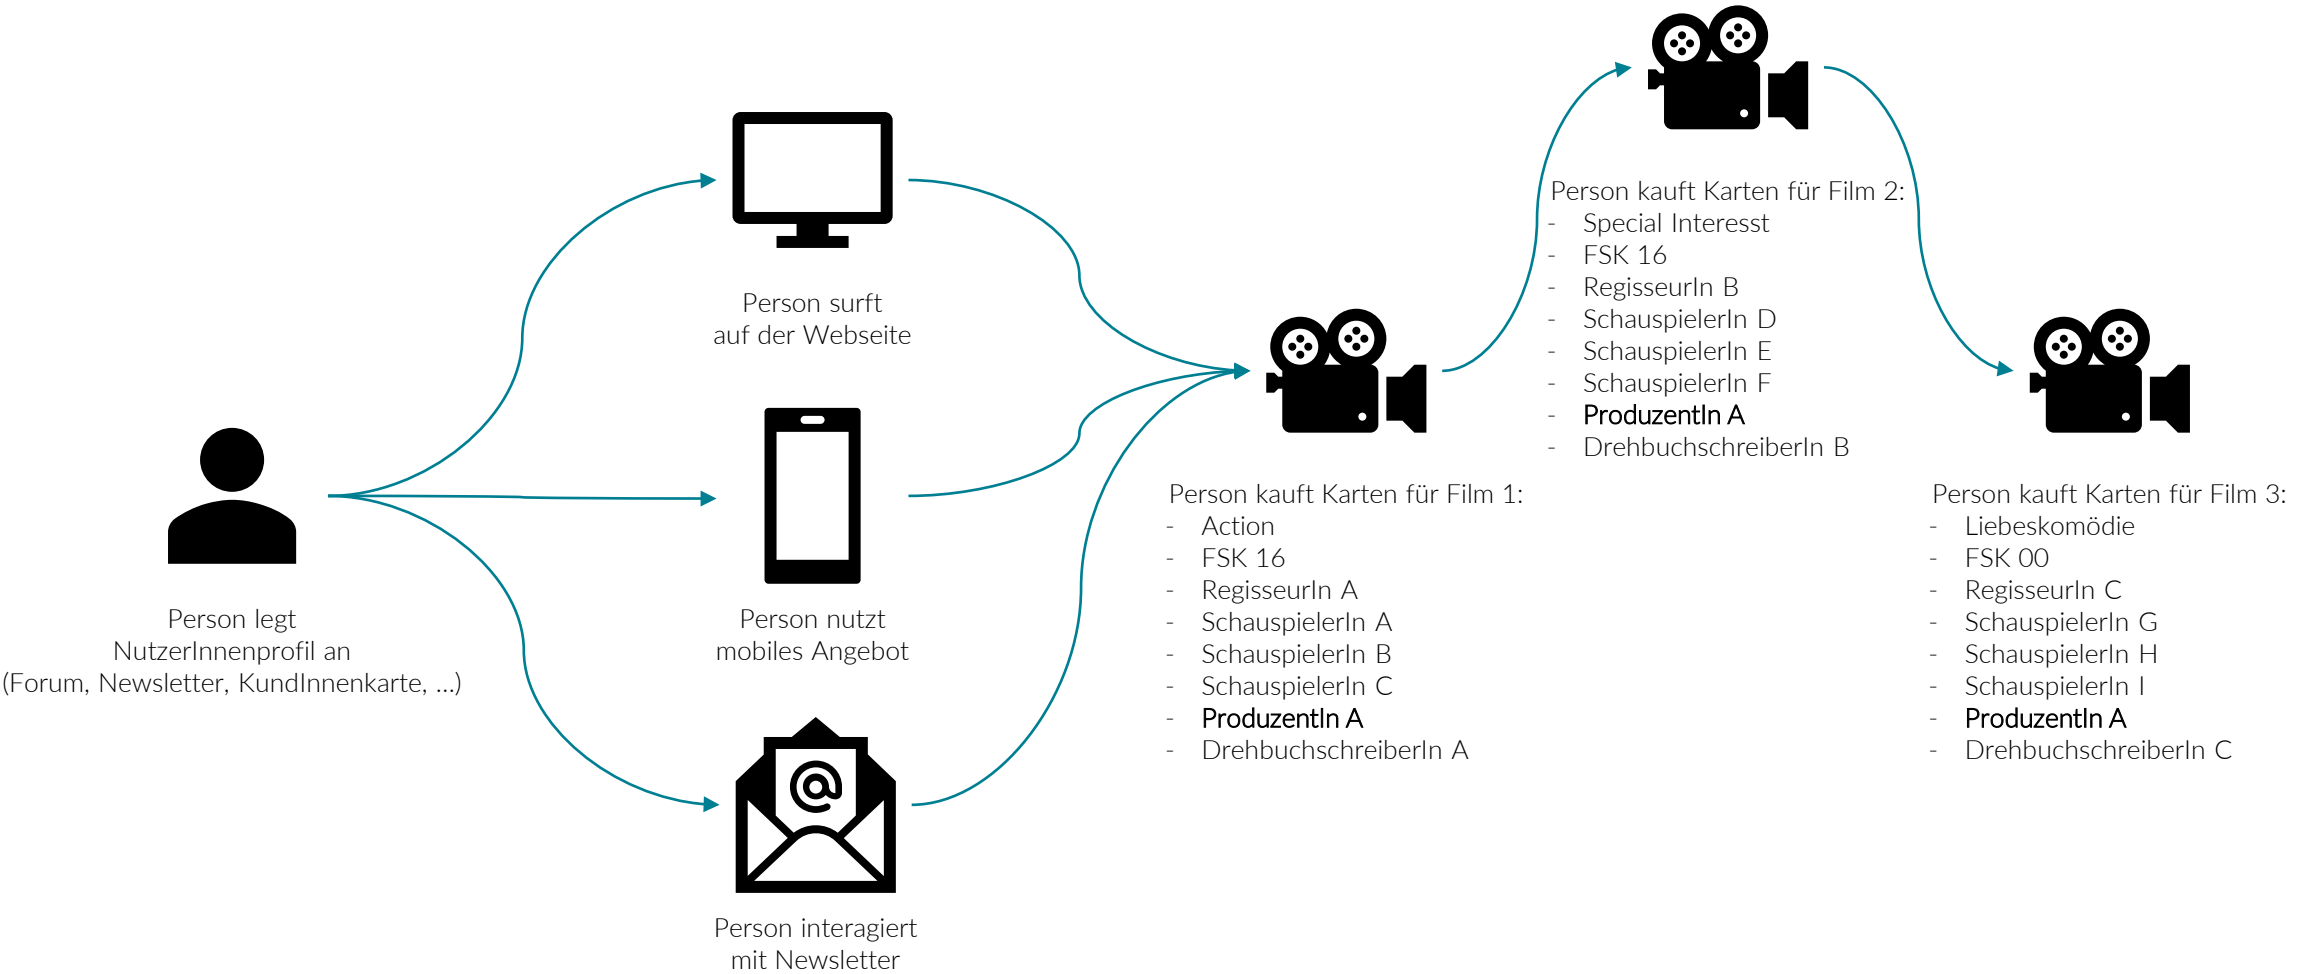 Person legt
NutzerInnenprofil an
(Forum, Newsletter, KundInnenkarte, ...)
Person surft
auf der Webseite
Person nutzt
mobiles Angebot
Person interagiert
mit Newsletter
Person kauft Karten für Film 1:
- Action
- FSK 16
- RegisseurIn A
- SchauspielerIn A
- SchauspielerIn B
- SchauspielerIn C
- ProduzentIn A
- DrehbuchschreiberIn A
Person kauft Karten für Film 2:
- Special Interesst
- FSK 16
- RegisseurIn B
- SchauspielerIn D
- SchauspielerIn E
- SchauspielerIn F
- ProduzentIn A
- DrehbuchschreiberIn B
Person kauft Karten für Film 3:
- Liebeskomödie
- FSK 00
- RegisseurIn C
- SchauspielerIn G
- SchauspielerIn H
- SchauspielerIn I
- ProduzentIn A
- DrehbuchschreiberIn C